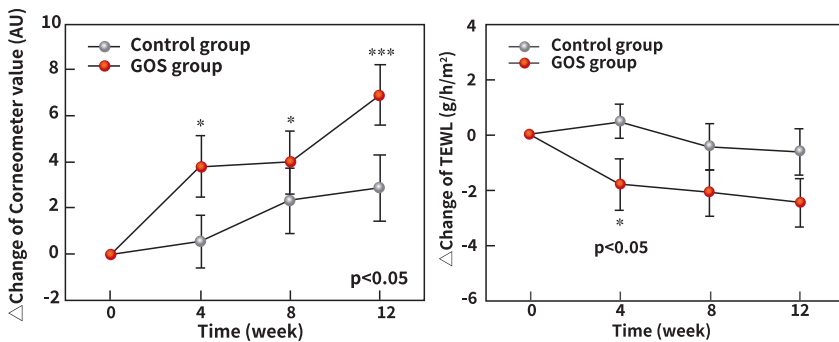 △Change of Corneometer value (AU)
10
8
6
4
2
0
-2
Control group
GOS group
*
*
***
p<0.05
0
4
8
12
Time (week)
△Change of TEWL (g/h/m²)
4
2
0
-2
-4
-6
Control group
GOS group
*
p<0.05
0
4
8
12
Time (week)